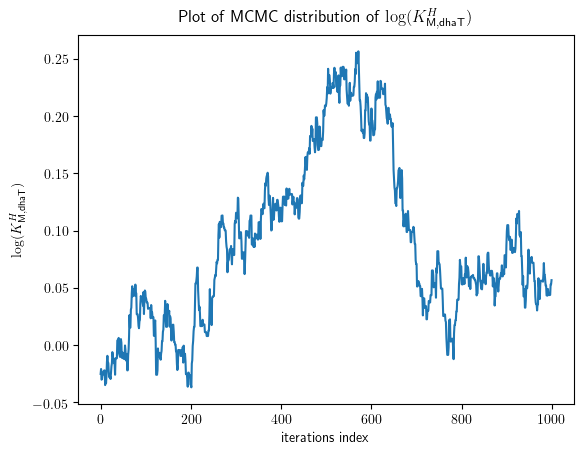 Plot of MCMC distribution of log(K^H_M,dhaT)
0.25
0.20
0.15
0.10
0.05
0.00
−0.05
log(K^H_M,dhaT)
0 200 400 600 800 1000
iterations index